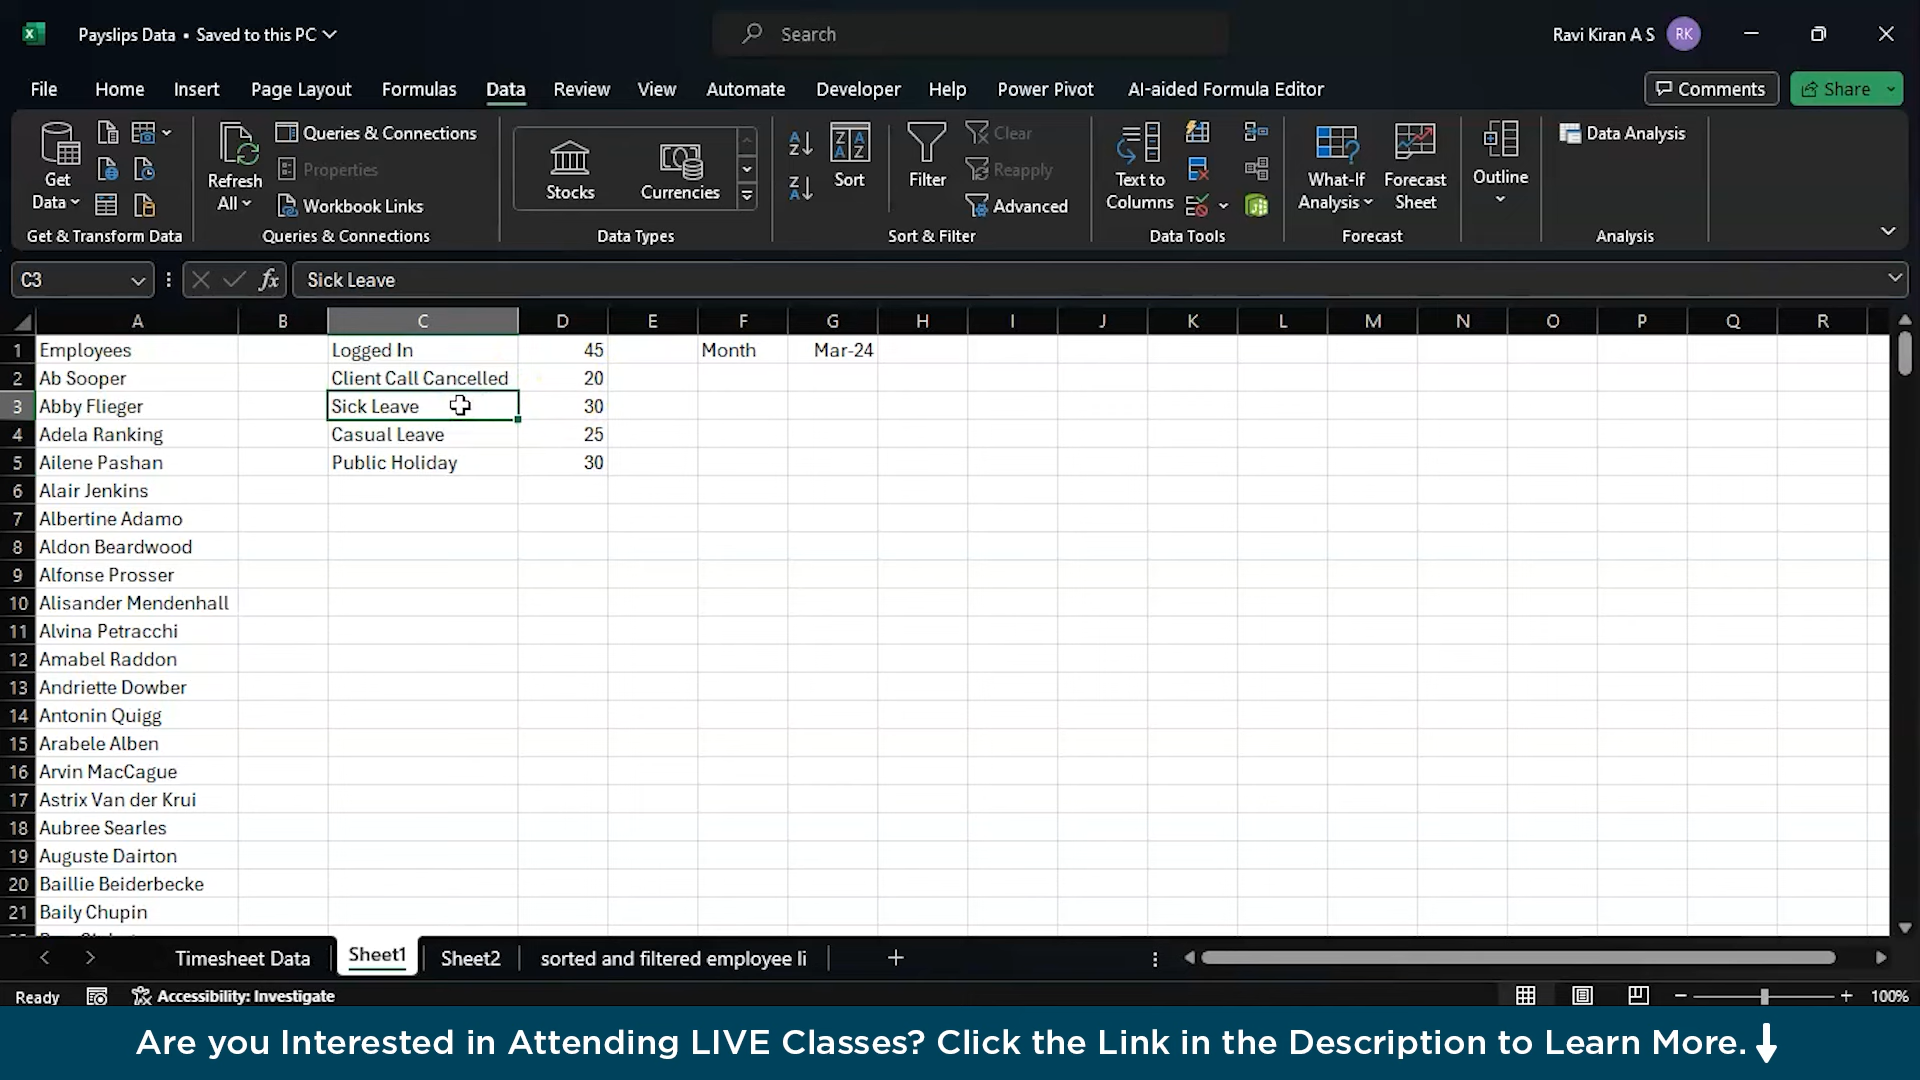 Payslips Data • Saved to this PC
Search
Ravi Kiran A S RK
File Home Insert Page Layout Formulas Data Review View Automate Developer Help Power Pivot AI-aided Formula Editor Comments Share
Get Data
Refresh All
Queries & Connections
Properties
Workbook Links
Stocks
Currencies
Sort
Filter
Clear
Reapply
Advanced
Text to Columns
What-If Analysis
Forecast Sheet
Outline
Data Analysis
Get & Transform Data Queries & Connections Data Types Sort & Filter Data Tools Forecast Analysis
C3 fx Sick Leave
A B C D E F G H I J K L M N O P Q R
1 Employees Logged In 45 Month Mar-24
2 Ab Sooper Client Call Cancelled 20
3 Abby Flieger Sick Leave 30
4 Adela Ranking Casual Leave 25
5 Ailene Pashan Public Holiday 30
6 Alair Jenkins
7 Albertine Adamo
8 Aldon Beardwood
9 Alfonse Prosser
10 Alisander Mendenhall
11 Alvina Petracchi
12 Amabel Raddon
13 Andriette Dowber
14 Antonin Quigg
15 Arabele Alben
16 Arvin MacCague
17 Astrix Van der Krui
18 Aubree Searles
19 Auguste Dairton
20 Baillie Beiderbecke
21 Baily Chupin
Timesheet Data Sheet1 Sheet2 sorted and filtered employee li
Ready Accessibility: Investigate 100%
Are you Interested in Attending LIVE Classes? Click the Link in the Description to Learn More.